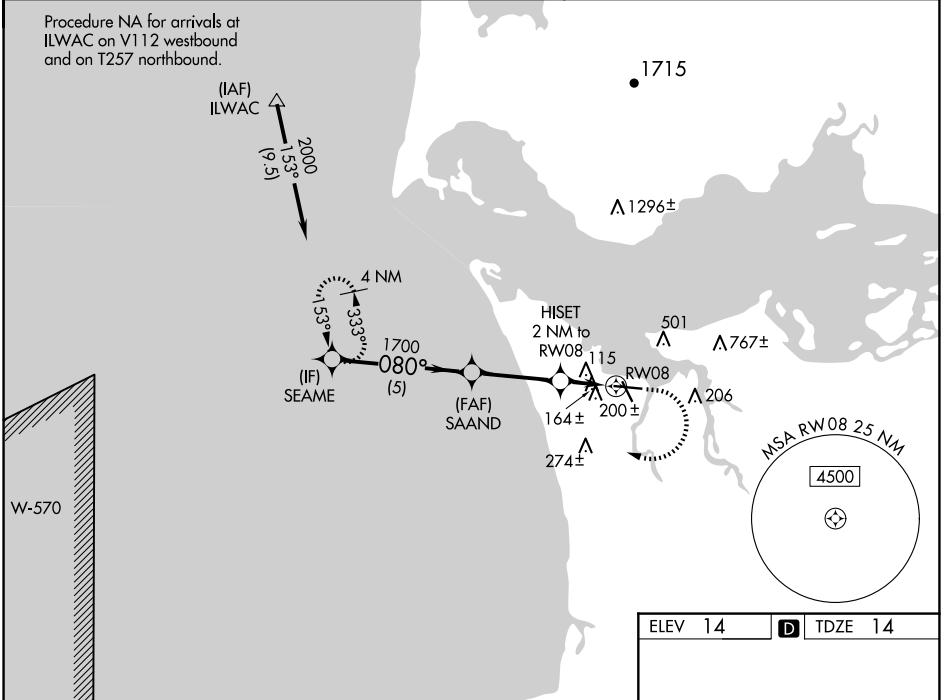 Procedure NA for arrivals at
ILWAC on V112 westbound
and on T257 northbound.
1715
(IAF)
ILWAC
2000
153°
(9.5)
1296±
4 NM
153°
333°
HISET
2 NM to
RW08
501
767±
115
1700
080°
(5)
RW08
(IF)
SEAME
(FAF)
SAAND
164±
200±
206
274±
MSA RW08 25 NM
4500
W-570
ELEV 14
D
TDZE 14